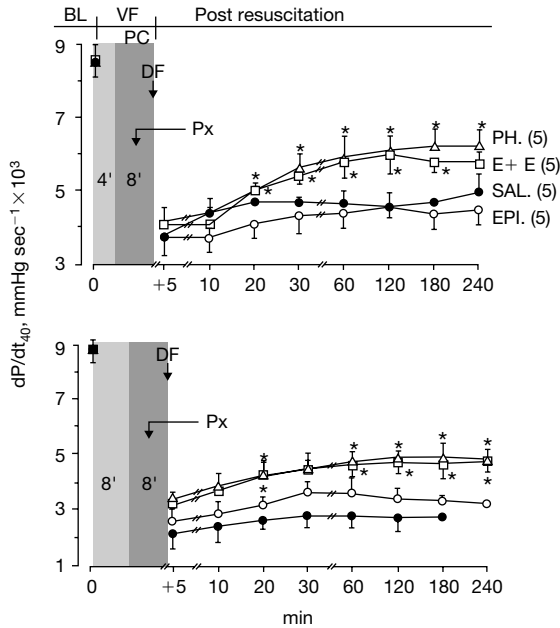 BL VF Post resuscitation
PC
DF
Px
4' 8'
9
7
5
3
* * * * * *
* * * * *
PH. (5)
E+ E (5)
SAL. (5)
EPI. (5)
0 +5 10 20 30 60 120 180 240
dP/dt40, mmHg sec−1 × 10³
9
7
5
3
1
DF
Px
8' 8'
* * * * *
* * * * *
0 +5 10 20 30 60 120 180 240
min